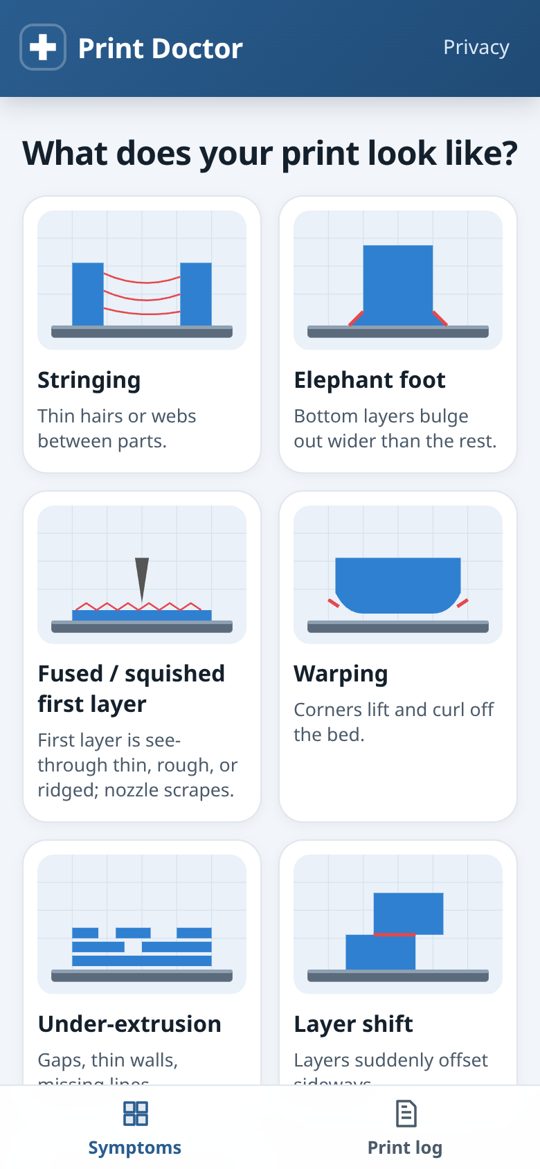 Print Doctor
Privacy
What does your print look like?
Stringing
Thin hairs or webs
between parts.
Elephant foot
Bottom layers bulge
out wider than the rest.
Fused / squished
first layer
First layer is see-
through thin, rough, or
ridged; nozzle scrapes.
Warping
Corners lift and curl off
the bed.
Under-extrusion
Gaps, thin walls,
missing lines
Layer shift
Layers suddenly offset
sideways
Symptoms
Print log